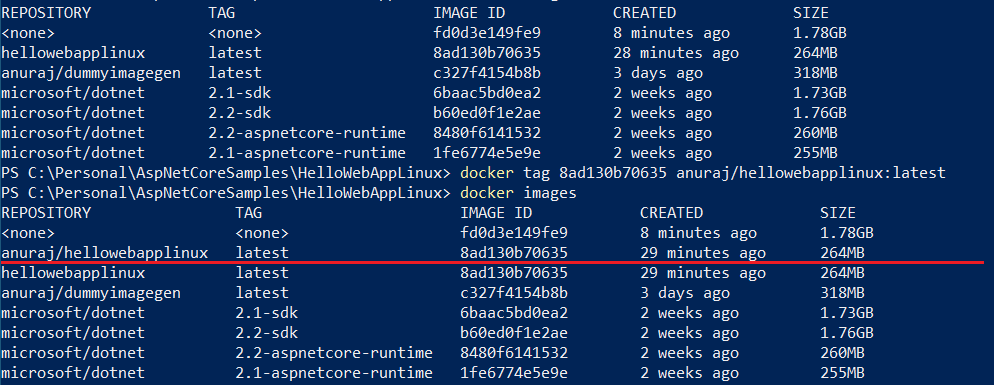 REPOSITORY TAG IMAGE ID CREATED SIZE
<none> <none> fd0d3e149fe9 8 minutes ago 1.78GB
hellowebapplinux latest 8ad130b70635 28 minutes ago 264MB
anuraj/dummyimagegen latest c327f4154b8b 3 days ago 318MB
microsoft/dotnet 2.1-sdk 6baac5bd0ea2 2 weeks ago 1.73GB
microsoft/dotnet 2.2-sdk b60ed0f1e2ae 2 weeks ago 1.76GB
microsoft/dotnet 2.2-aspnetcore-runtime 8480f6141532 2 weeks ago 260MB
microsoft/dotnet 2.1-aspnetcore-runtime 1fe6774e5e9e 2 weeks ago 255MB
PS C:\Personal\AspNetCoreSamples\HelloWebAppLinux> docker tag 8ad130b70635 anuraj/hellowebapplinux:latest
PS C:\Personal\AspNetCoreSamples\HelloWebAppLinux> docker images
REPOSITORY TAG IMAGE ID CREATED SIZE
<none> <none> fd0d3e149fe9 8 minutes ago 1.78GB
anuraj/hellowebapplinux latest 8ad130b70635 29 minutes ago 264MB
hellowebapplinux latest 8ad130b70635 29 minutes ago 264MB
anuraj/dummyimagegen latest c327f4154b8b 3 days ago 318MB
microsoft/dotnet 2.1-sdk 6baac5bd0ea2 2 weeks ago 1.73GB
microsoft/dotnet 2.2-sdk b60ed0f1e2ae 2 weeks ago 1.76GB
microsoft/dotnet 2.2-aspnetcore-runtime 8480f6141532 2 weeks ago 260MB
microsoft/dotnet 2.1-aspnetcore-runtime 1fe6774e5e9e 2 weeks ago 255MB